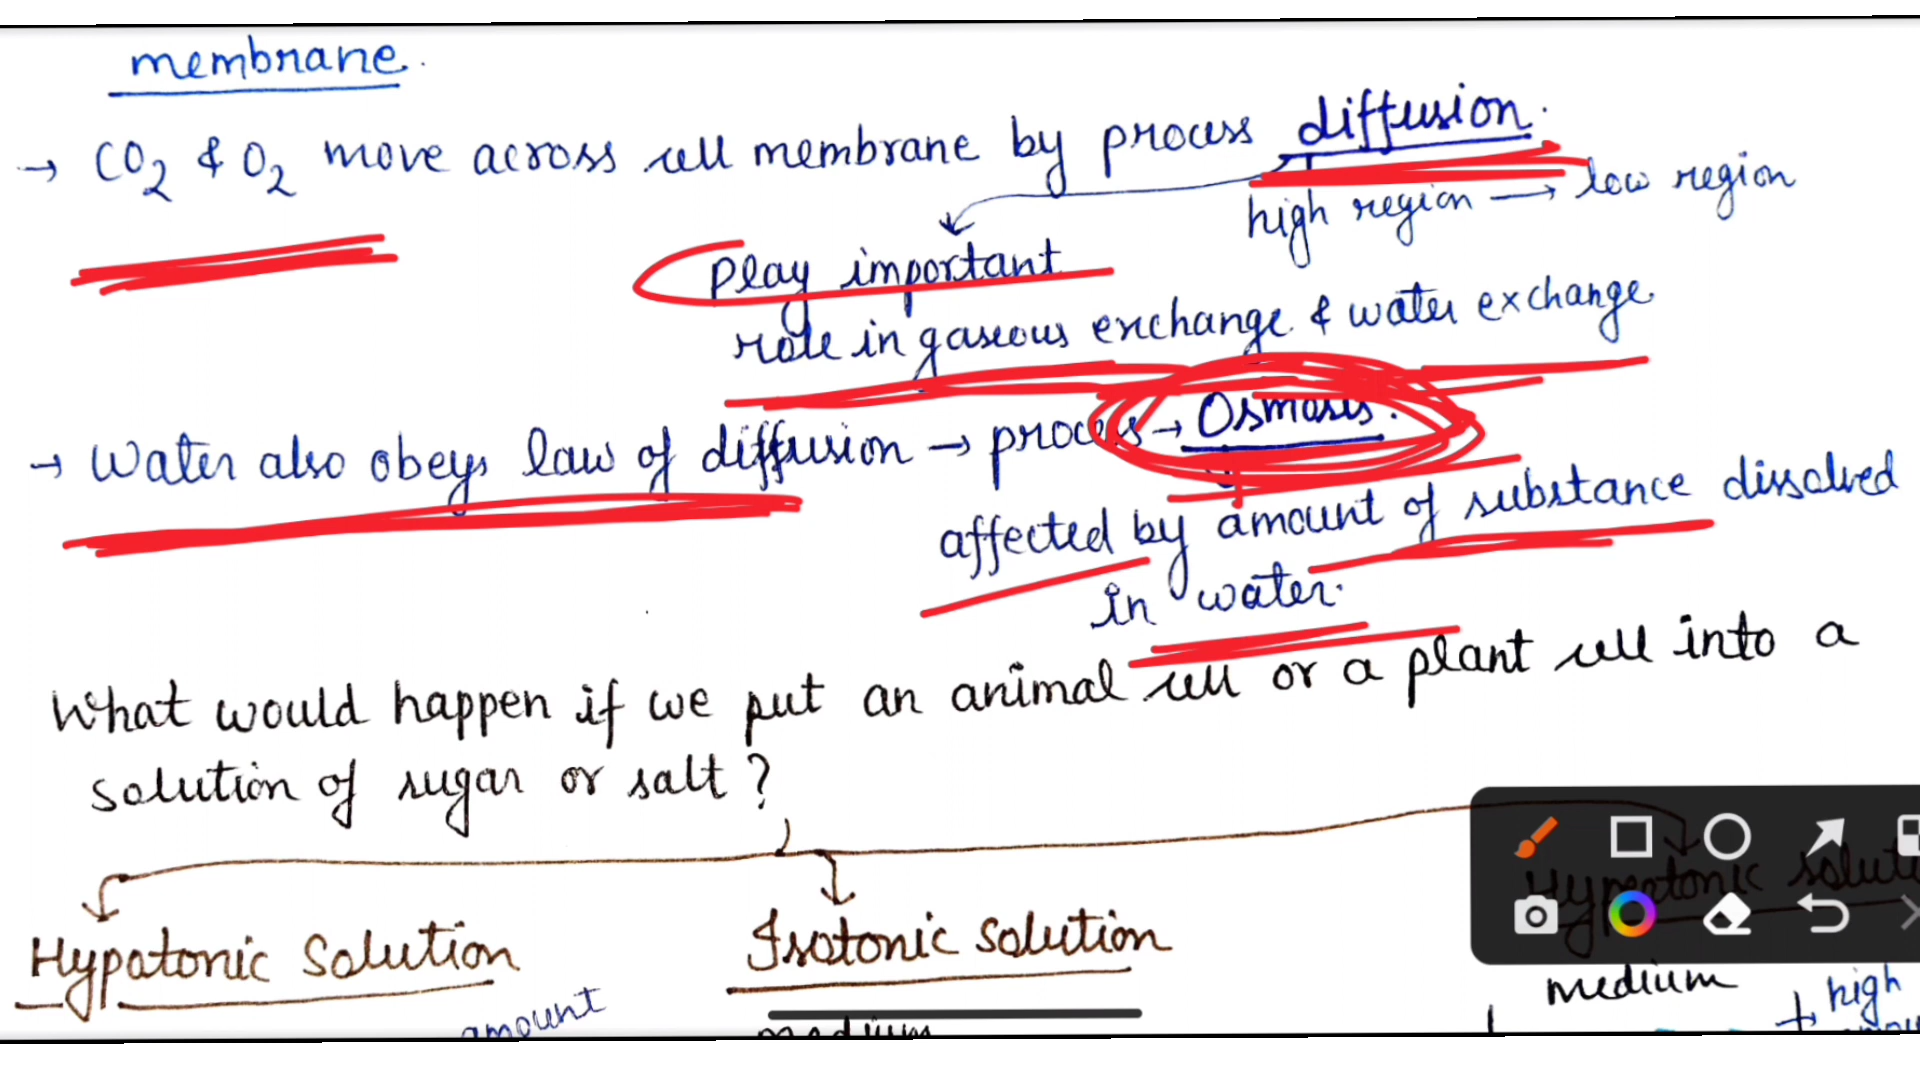 membrane.
→ CO2 & O2 move across cell membrane by process diffusion.
high region → low region
Play important
role in gaseous exchange & water exchange
→ Water also obeys law of diffusion → process → Osmosis.
affected by amount of substance dissolved
in water.
What would happen if we put an animal cell or a plant cell into a
solution of sugar or salt?
Hypotonic Solution
Isotonic solution
Hypertonic
medium
high
amount
medium